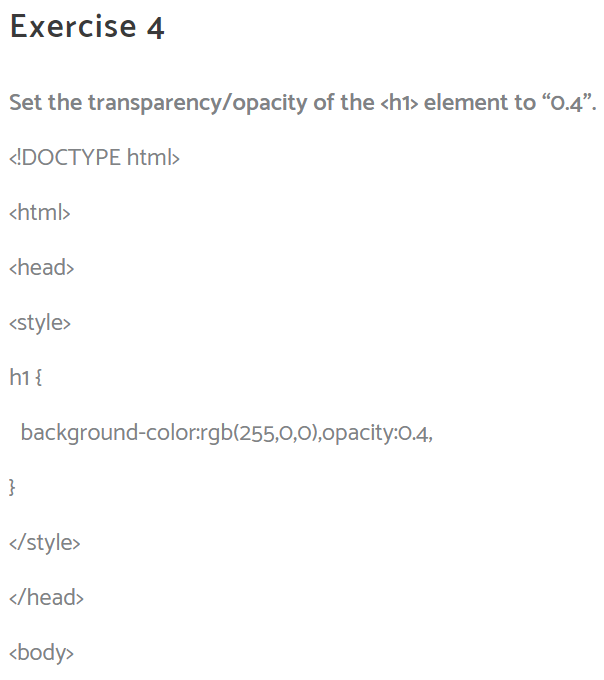 Exercise 4
Set the transparency/opacity of the <h1> element to “0.4”.
<!DOCTYPE html>
<html>
<head>
<style>
h1 {
background-color:rgb(255,0,0),opacity:0.4,
}
</style>
</head>
<body>